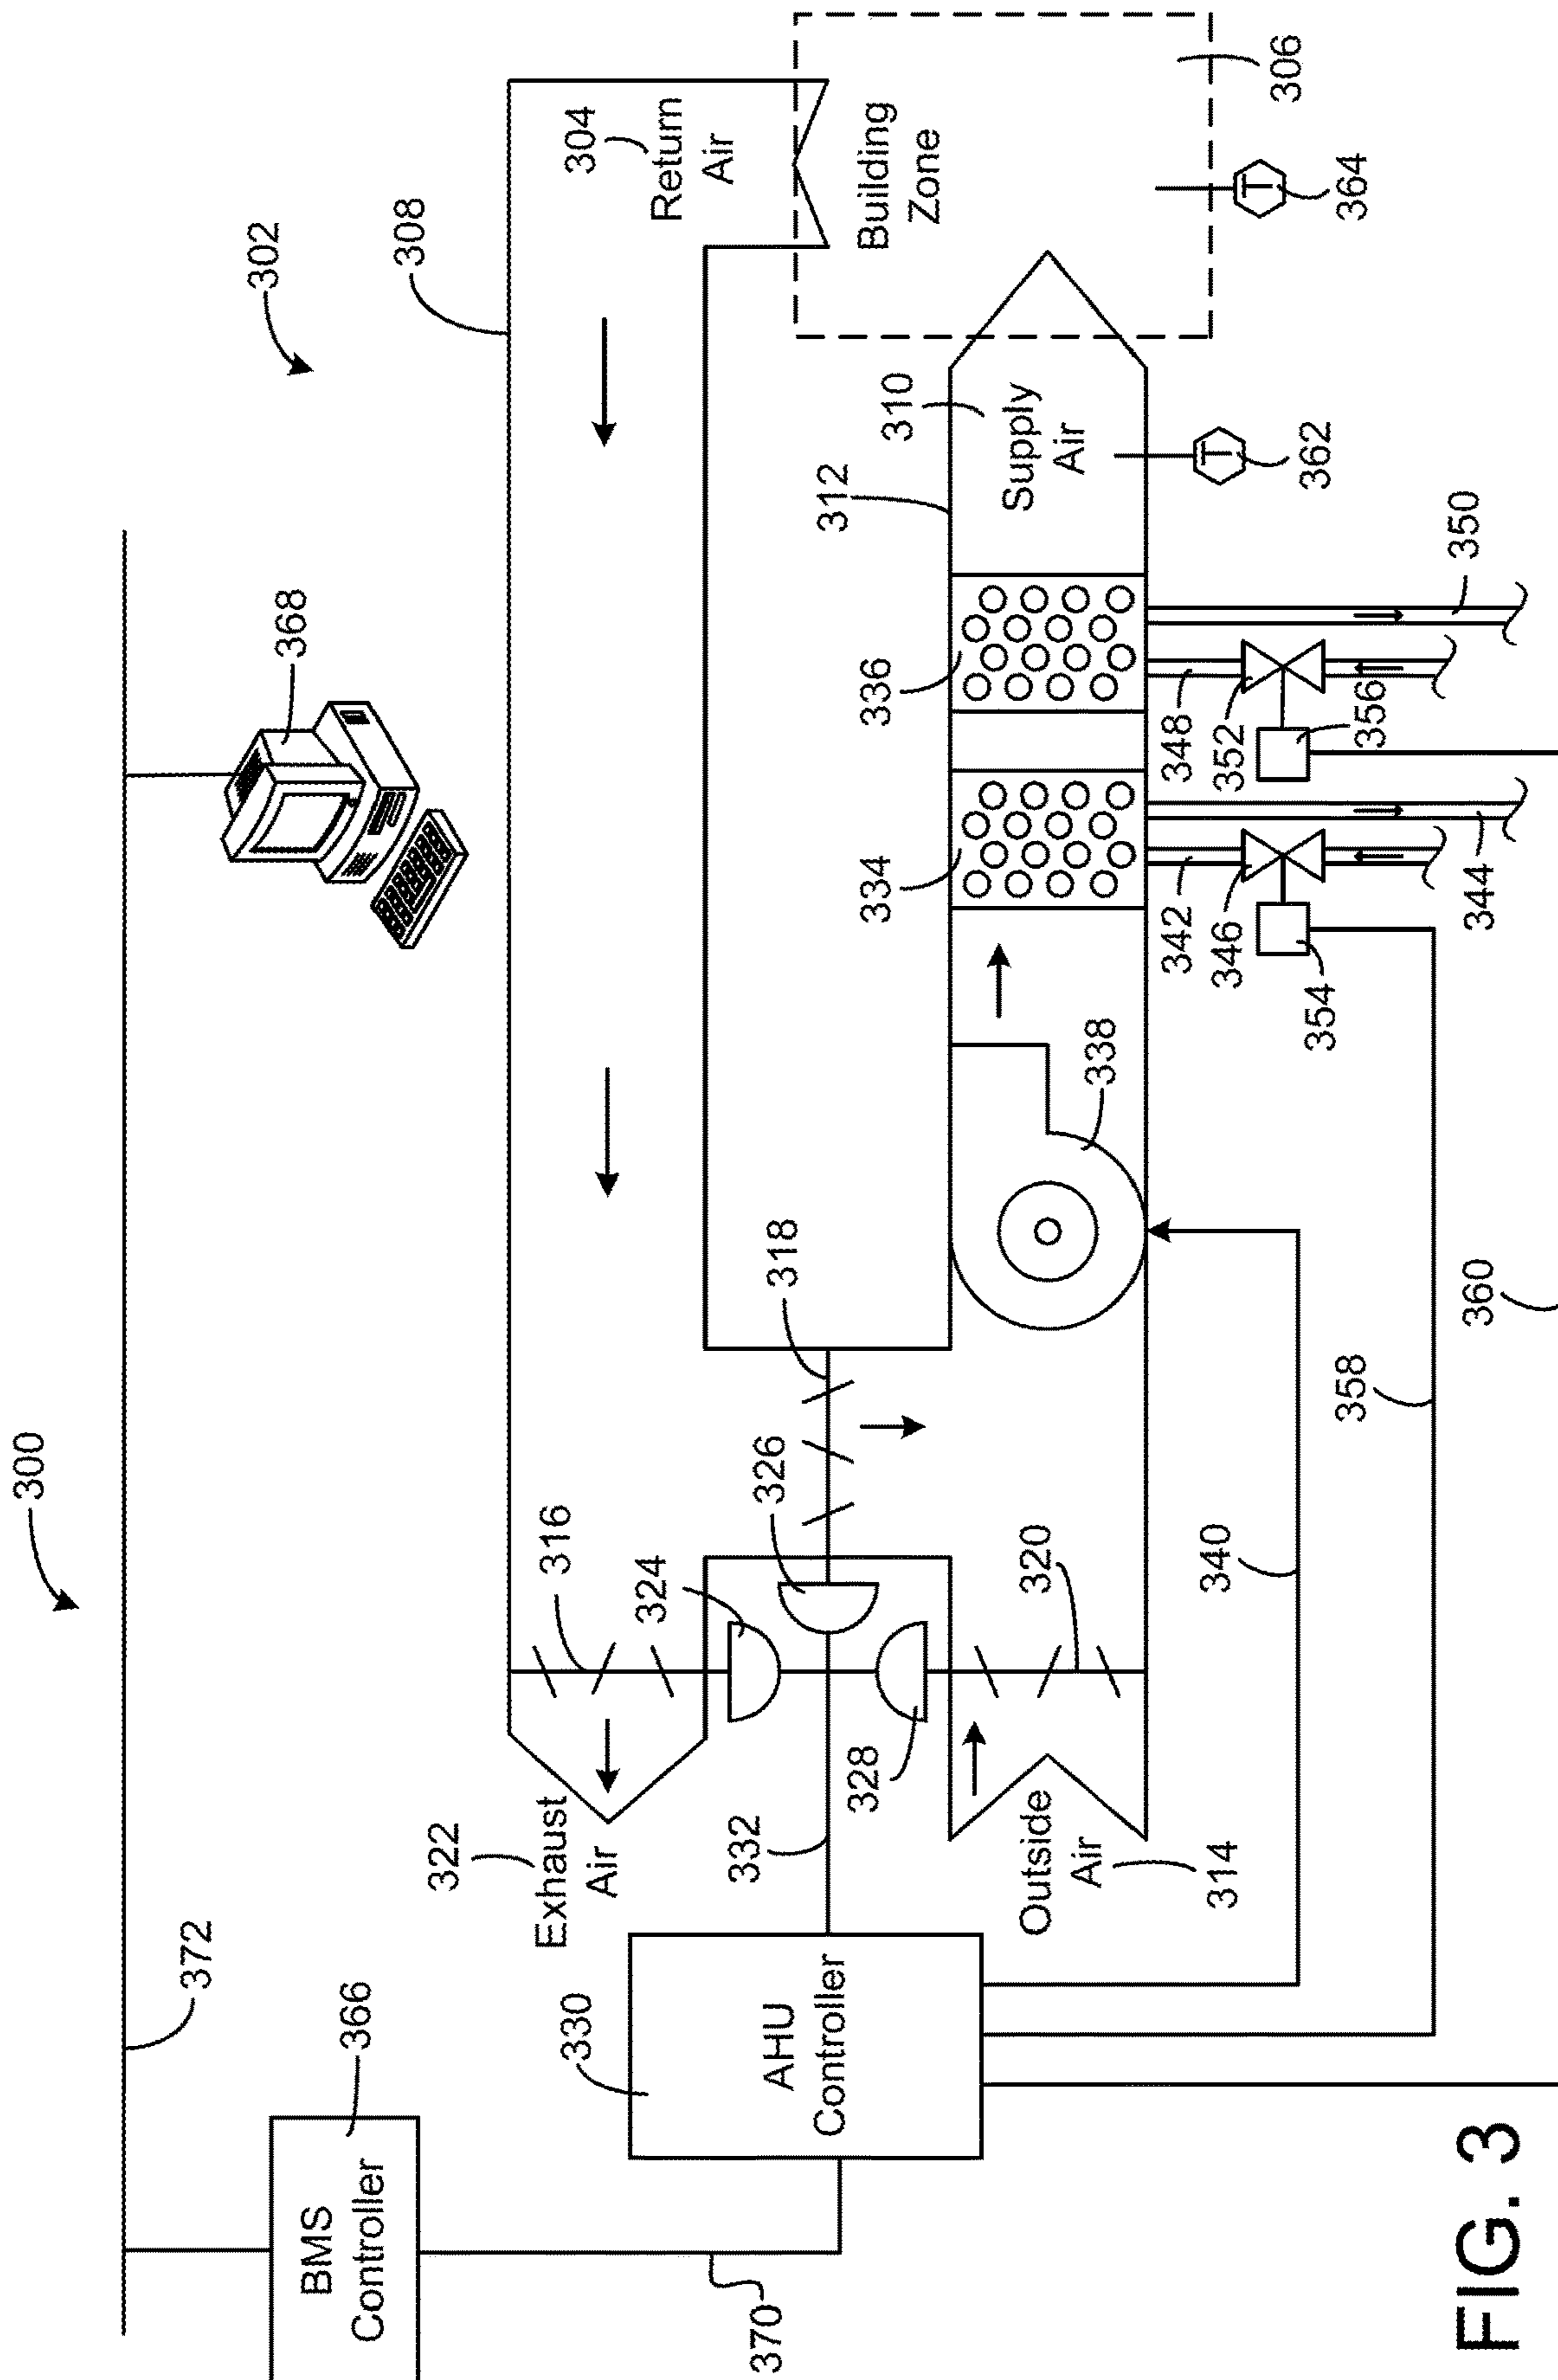 300
372
BMS
Controller
366
370
368
302
308
304
Return
Air
Building
Zone
306
364
T
322
Exhaust
Air
316
324
326
318
328
332
330
AHU
Controller
Outside
Air
314
320
338
334
336
312
310
Supply
Air
T
362
342
346
344
354
348
352
356
350
340
358
360
FIG. 3